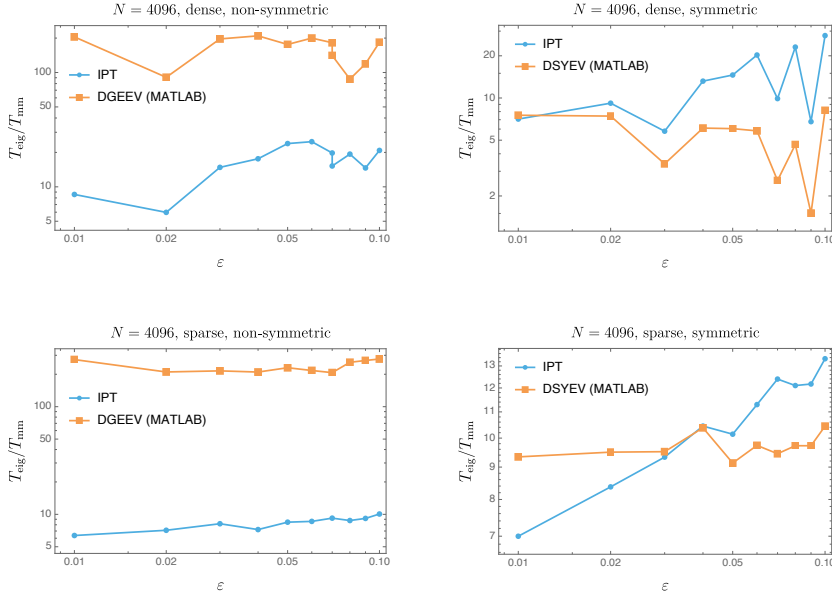 N = 4096, dense, non-symmetric
100
50
10
5
IPT
DGEEV (MATLAB)
T_eig/T_mm
0.01 0.02 0.05 0.10
ε
N = 4096, dense, symmetric
20
10
5
2
IPT
DSYEV (MATLAB)
T_eig/T_mm
0.01 0.02 0.05 0.10
ε
N = 4096, sparse, non-symmetric
100
50
10
5
IPT
DGEEV (MATLAB)
T_eig/T_mm
0.01 0.02 0.05 0.10
ε
N = 4096, sparse, symmetric
13
12
11
10
9
8
7
IPT
DSYEV (MATLAB)
T_eig/T_mm
0.01 0.02 0.05 0.10
ε